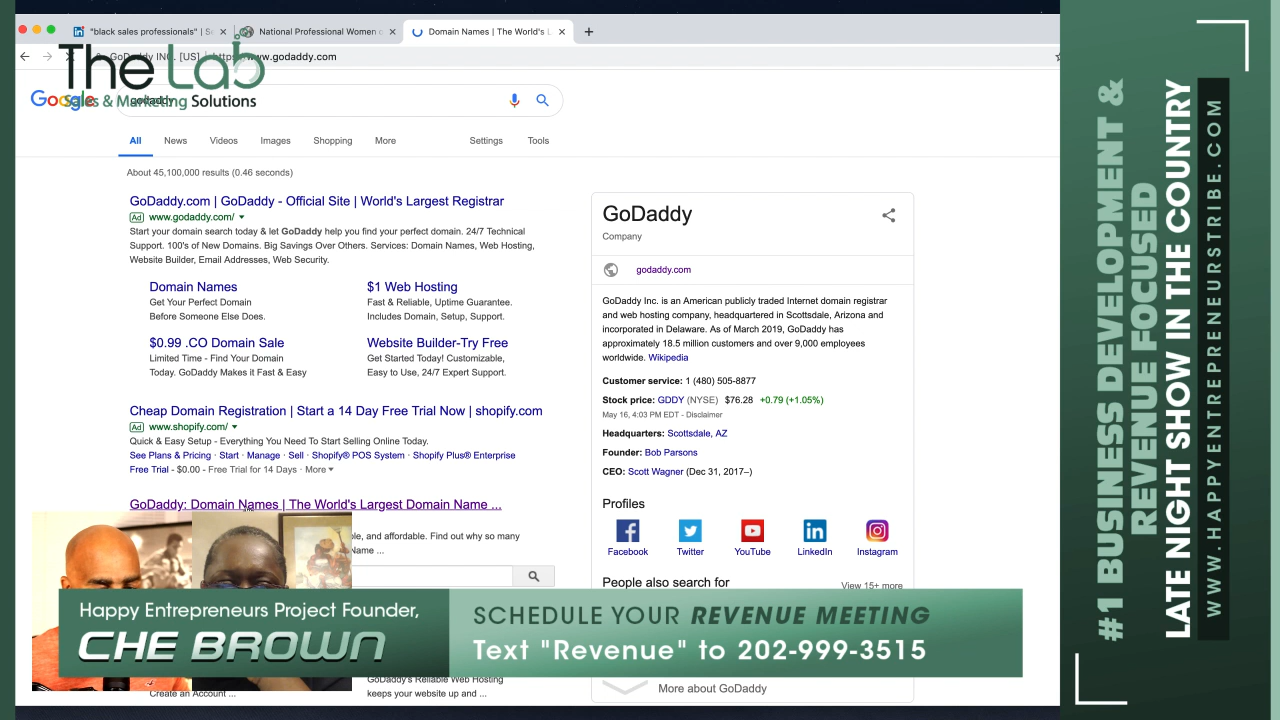 "black sales professionals" | S
National Professional Women
Domain Names | The World's L
GoDaddy INC. [US] | https://www.godaddy.com
The Lab
Sales & Marketing Solutions
Google
godaddy
All
News
Videos
Images
Shopping
More
Settings
Tools
About 45,100,000 results (0.46 seconds)
GoDaddy.com | GoDaddy - Official Site | World's Largest Registrar
Ad www.godaddy.com/
Start your domain search today & let GoDaddy help you find your perfect domain. 24/7 Technical
Support. 100's of New Domains. Big Savings Over Others. Services: Domain Names, Web Hosting,
Website Builder, Email Addresses, Web Security.
Domain Names
Get Your Perfect Domain
Before Someone Else Does.
$1 Web Hosting
Fast & Reliable, Uptime Guarantee.
Includes Domain, Setup, Support.
$0.99 .CO Domain Sale
Limited Time - Find Your Domain
Today. GoDaddy Makes it Fast & Easy
Website Builder-Try Free
Get Started Today! Customizable,
Easy to Use, 24/7 Expert Support.
Cheap Domain Registration | Start a 14 Day Free Trial Now | shopify.com
Ad www.shopify.com/
Quick & Easy Setup - Everything You Need To Start Selling Online Today.
See Plans & Pricing · Start · Manage · Sell · Shopify® POS System · Shopify Plus® Enterprise
Free Trial - $0.00 - Free Trial for 14 Days · More
GoDaddy: Domain Names | The World's Largest Domain Name ...
, and affordable. Find out why so many
Name ...
GoDaddy's Reliable Web Hosting
Create an Account ...
keeps your website up and ...
GoDaddy
Company
godaddy.com
GoDaddy Inc. is an American publicly traded Internet domain registrar
and web hosting company, headquartered in Scottsdale, Arizona and
incorporated in Delaware. As of March 2019, GoDaddy has
approximately 18.5 million customers and over 9,000 employees
worldwide. Wikipedia
Customer service: 1 (480) 505-8877
Stock price: GDDY (NYSE) $76.28 +0.79 (+1.05%)
May 16, 4:03 PM EDT - Disclaimer
Headquarters: Scottsdale, AZ
Founder: Bob Parsons
CEO: Scott Wagner (Dec 31, 2017–)
Profiles
Facebook
Twitter
YouTube
LinkedIn
Instagram
People also search for
View 15+ more
More about GoDaddy
Happy Entrepreneurs Project Founder,
CHE BROWN
SCHEDULE YOUR REVENUE MEETING
Text "Revenue" to 202-999-3515
#1 BUSINESS DEVELOPMENT &
REVENUE FOCUSED
LATE NIGHT SHOW IN THE COUNTRY
WWW.HAPPYENTREPRENEURSTRIBE.COM